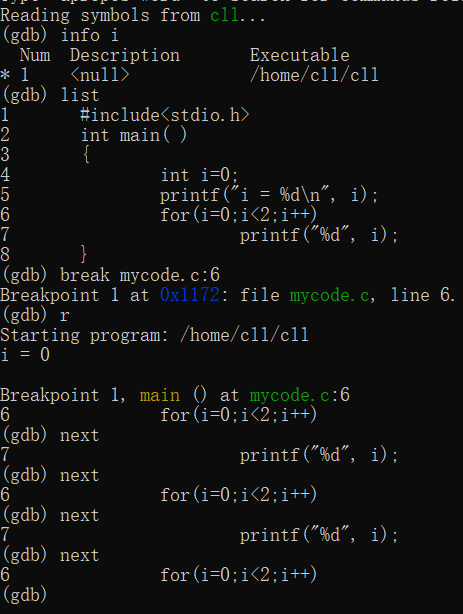 Reading symbols from cll...
(gdb) info i
  Num  Description       Executable
* 1    <null>            /home/cll/cll
(gdb) list
1       #include<stdio.h>
2       int main( )
3       {
4               int i=0;
5               printf("i = %d\n", i);
6               for(i=0;i<2;i++)
7                       printf("%d", i);
8       }
(gdb) break mycode.c:6
Breakpoint 1 at 0x1172: file mycode.c, line 6.
(gdb) r
Starting program: /home/cll/cll
i = 0
Breakpoint 1, main () at mycode.c:6
6               for(i=0;i<2;i++)
(gdb) next
7                       printf("%d", i);
(gdb) next
6               for(i=0;i<2;i++)
(gdb) next
7                       printf("%d", i);
(gdb) next
6               for(i=0;i<2;i++)
(gdb)